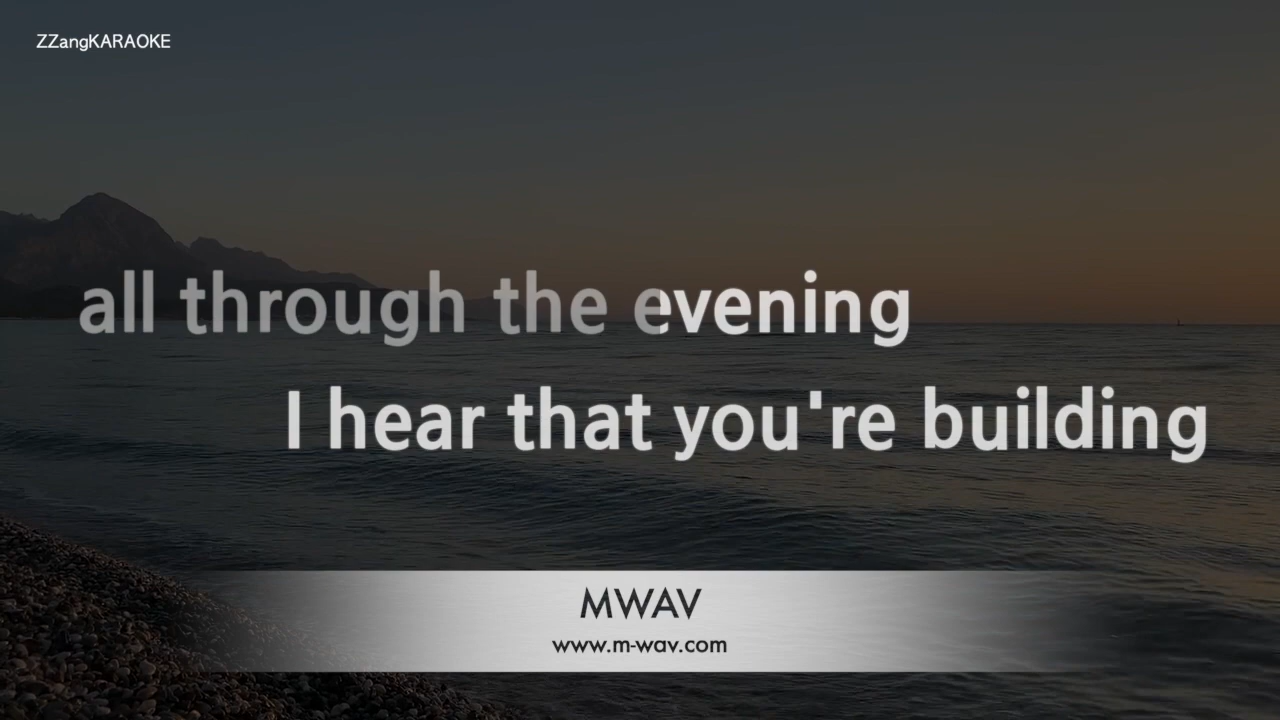 ZZangKARAOKE
all through the evening
I hear that you're building
MWAV
www.m-wav.com